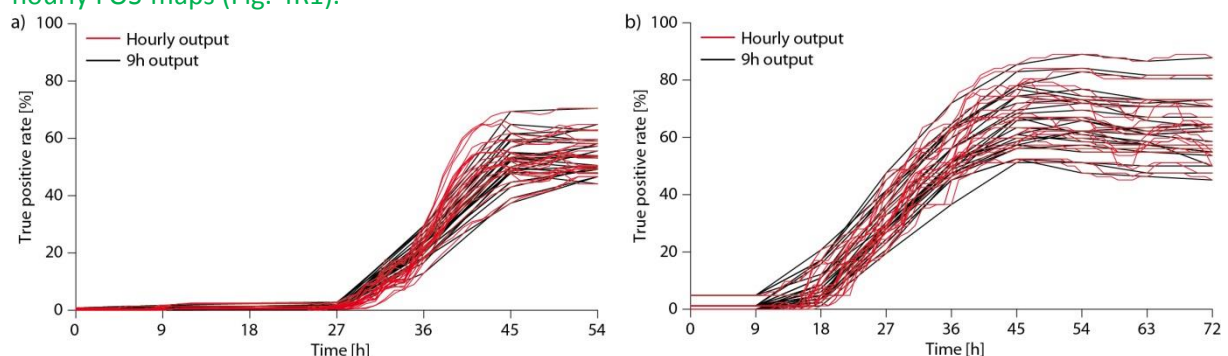 hourly FOS maps (Fig. 4R1).
a)
100
80
60
40
20
0
True positive rate [%]
Hourly output
9h output
0 9 18 27 36 45 54
Time [h]
b)
100
80
60
40
20
0
True positive rate [%]
Hourly output
9h output
0 9 18 27 36 45 54 63 72
Time [h]